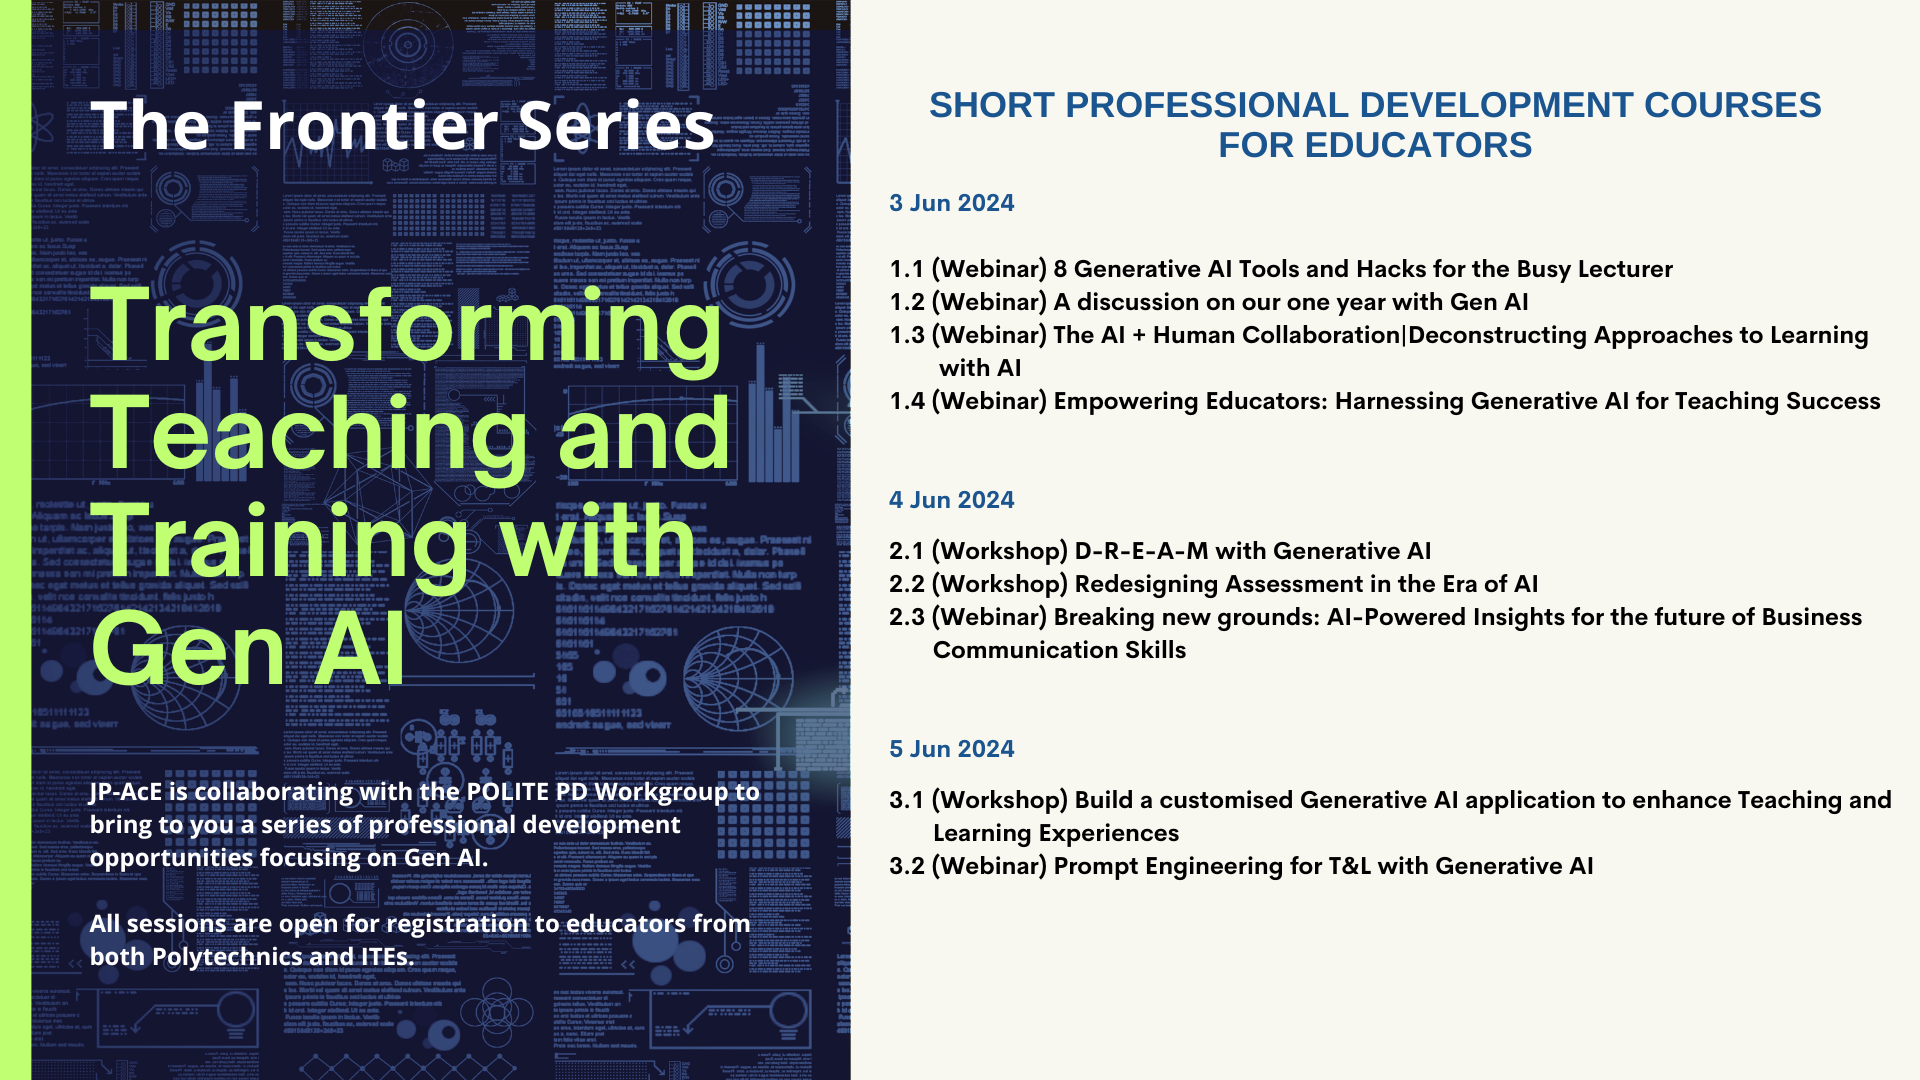 The Frontier Series
Transforming
Teaching and
Training with
Gen AI
JP-AcE is collaborating with the POLITE PD Workgroup to
bring to you a series of professional development
opportunities focusing on Gen AI.
All sessions are open for registration to educators from
both Polytechnics and ITEs.
SHORT PROFESSIONAL DEVELOPMENT COURSES
FOR EDUCATORS
3 Jun 2024
1.1 (Webinar) 8 Generative AI Tools and Hacks for the Busy Lecturer
1.2 (Webinar) A discussion on our one year with Gen AI
1.3 (Webinar) The AI + Human Collaboration|Deconstructing Approaches to Learning
with AI
1.4 (Webinar) Empowering Educators: Harnessing Generative AI for Teaching Success
4 Jun 2024
2.1 (Workshop) D-R-E-A-M with Generative AI
2.2 (Workshop) Redesigning Assessment in the Era of AI
2.3 (Webinar) Breaking new grounds: AI-Powered Insights for the future of Business
Communication Skills
5 Jun 2024
3.1 (Workshop) Build a customised Generative AI application to enhance Teaching and
Learning Experiences
3.2 (Webinar) Prompt Engineering for T&L with Generative AI